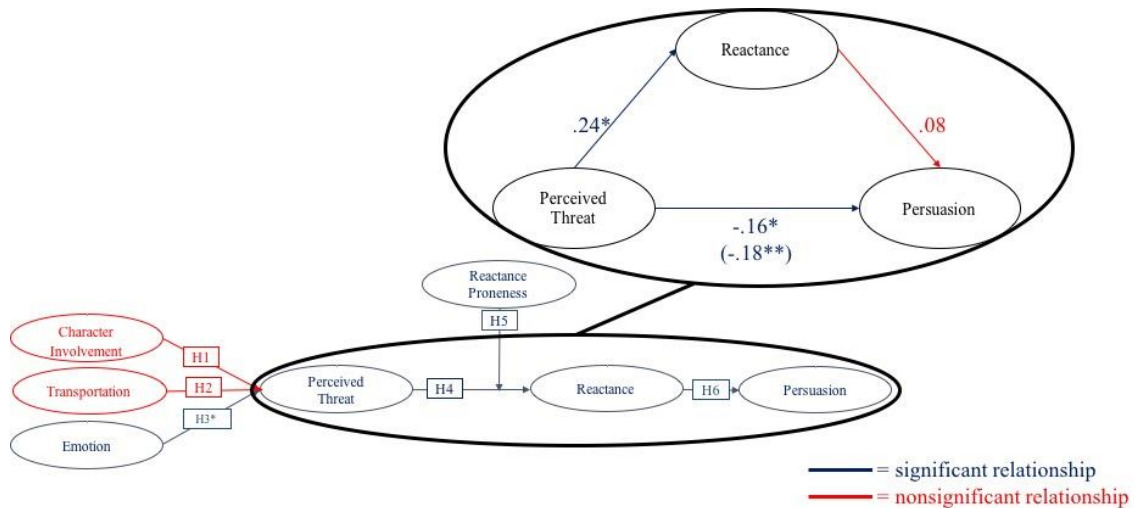 Reactance
.24*
.08
Perceived
Threat
Persuasion
-.16*
(-.18**)
Reactance
Proneness
H5
Character
Involvement
H1
Transportation
H2
Emotion
H3*
Perceived
Threat
H4
Reactance
H6
Persuasion
= significant relationship
= nonsignificant relationship